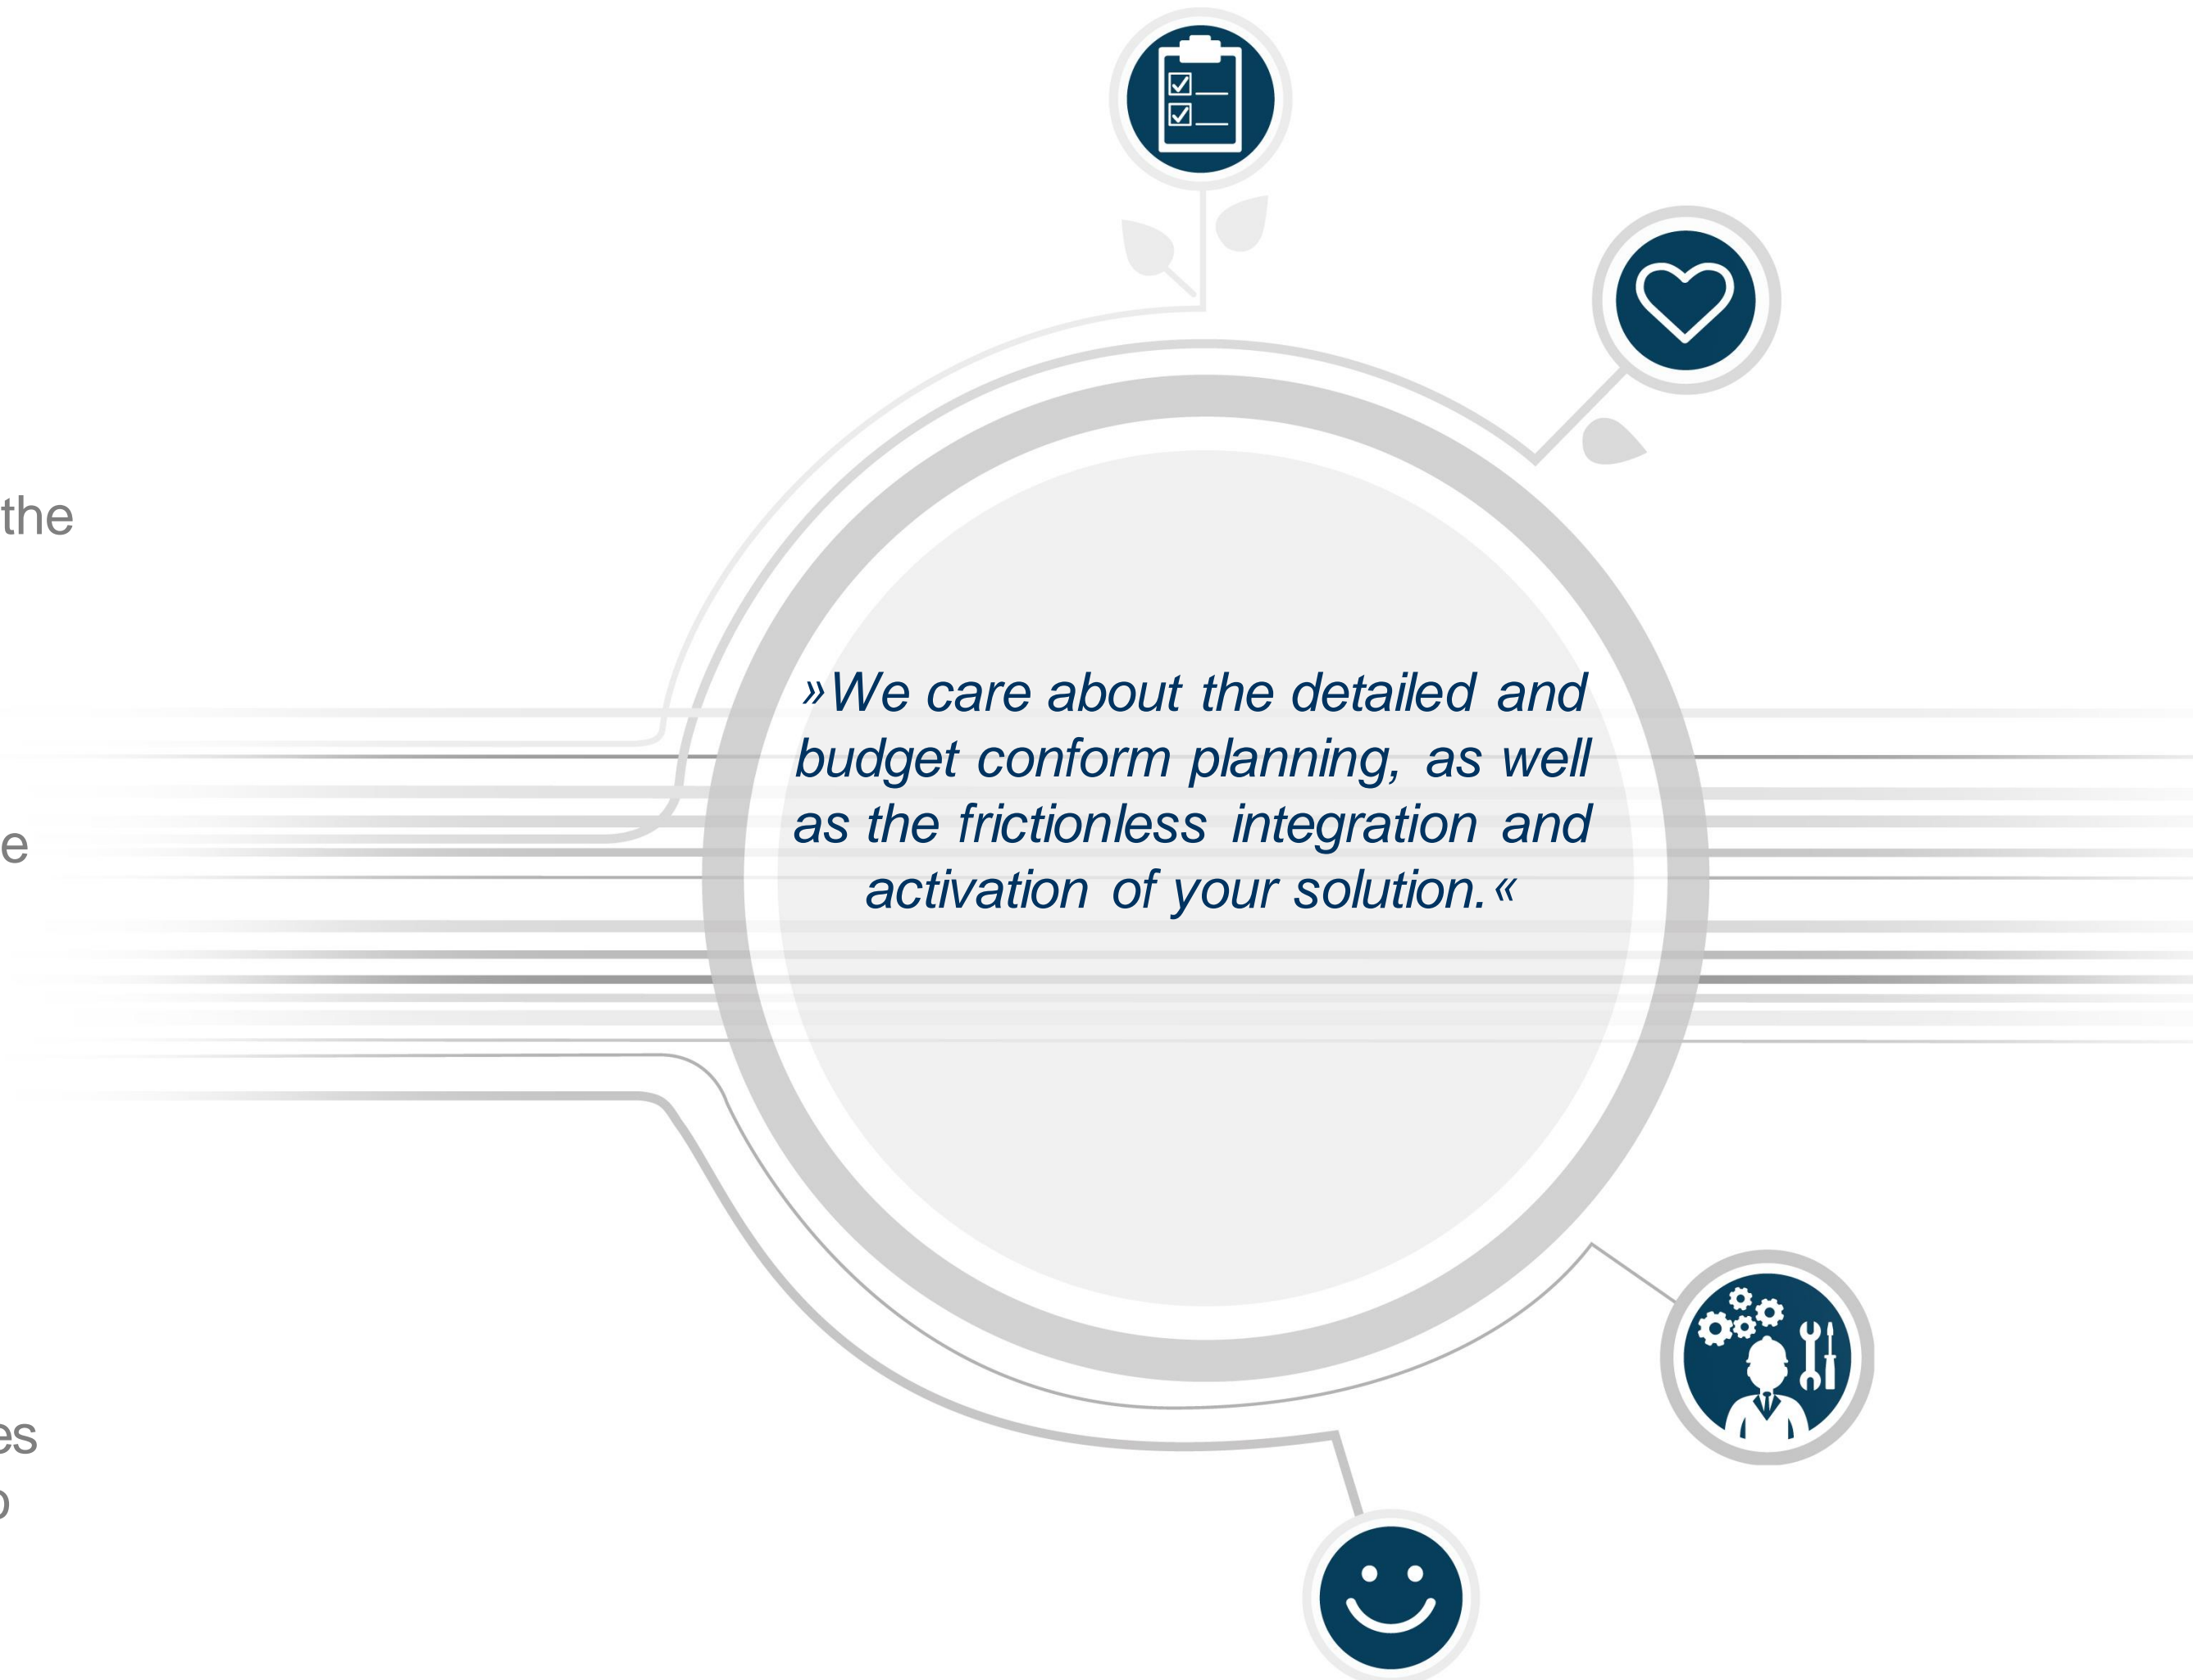 the
»We care about the detailed and
budget conform planning, as well
as the frictionless integration and
activation of your solution.«